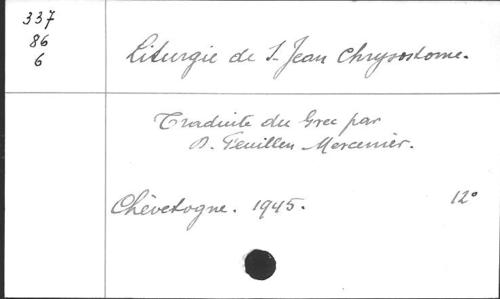 337
86
6
Liturgie de S. Jean Chrysostome.
Traduite du Grec par
D. Feuillen Mercenier.
Chèvetogne. 1945. 12°